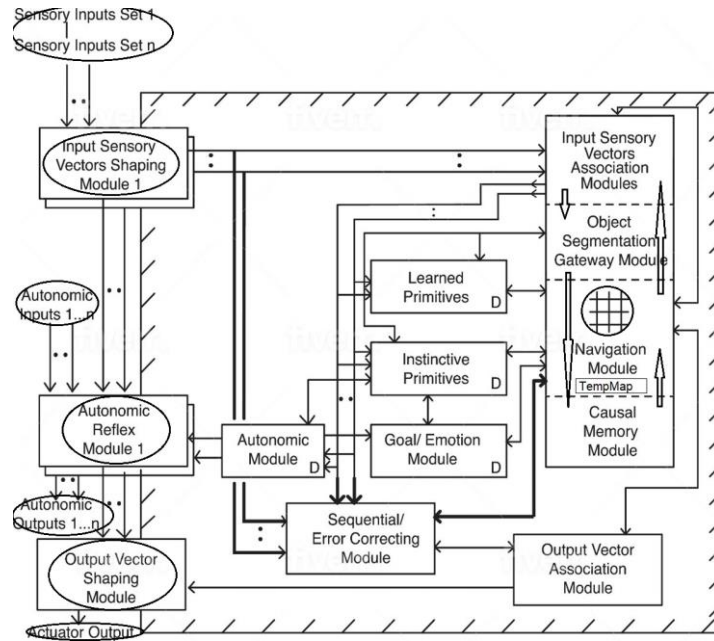 Sensory Inputs Set 1
Sensory Inputs Set n
Input Sensory
Vectors Shaping
Module 1
Input Sensory
Vectors
Association
Modules
Object
Segmentation
Gateway Module
Learned
Primitives
D
Autonomic
Inputs 1...n
Instinctive
Primitives
D
Navigation
Module
TempMap
Autonomic
Reflex
Module 1
Autonomic
Module
D
Goal/ Emotion
Module
D
Causal
Memory
Module
Autonomic
Outputs 1...n
Sequential/
Error Correcting
Module
Output Vector
Shaping
Module
Output Vector
Association
Module
Actuator Output